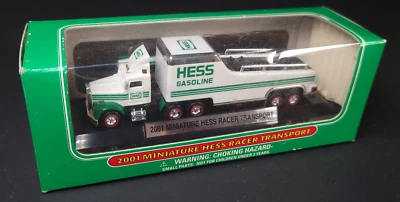 HESS
GASOLINE
2001 MINIATURE HESS RACER TRANSPORT
2001 MINIATURE HESS RACER TRANSPORT
WARNING: CHOKING HAZARD-
SMALL PARTS. NOT FOR CHILDREN UNDER 3 YEARS.